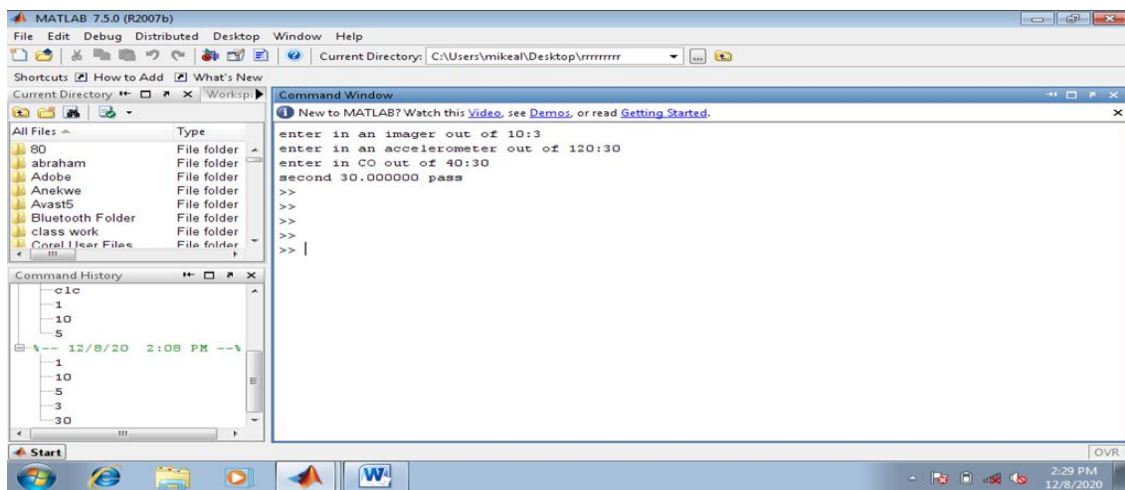 MATLAB 7.5.0 (R2007b)
File Edit Debug Distributed Desktop Window Help
Current Directory: C:\Users\mikeal\Desktop\rrrrrrrrr
Shortcuts How to Add What's New
Current Directory Workspi
All Files Type
80 File folder
abraham File folder
Adobe File folder
Anekwe File folder
Avast5 File folder
Bluetooth Folder File folder
class work File folder
Corel User Files File folder
Command History
clc
1
10
5
%-- 12/8/20 2:08 PM --%
1
10
5
3
30
Command Window
New to MATLAB? Watch this Video, see Demos, or read Getting Started.
enter in an imager out of 10:3
enter in an accelerometer out of 120:30
enter in CO out of 40:30
second 30.000000 pass
>>
>>
>>
>>
>>
Start
OVR
2:29 PM
12/8/2020